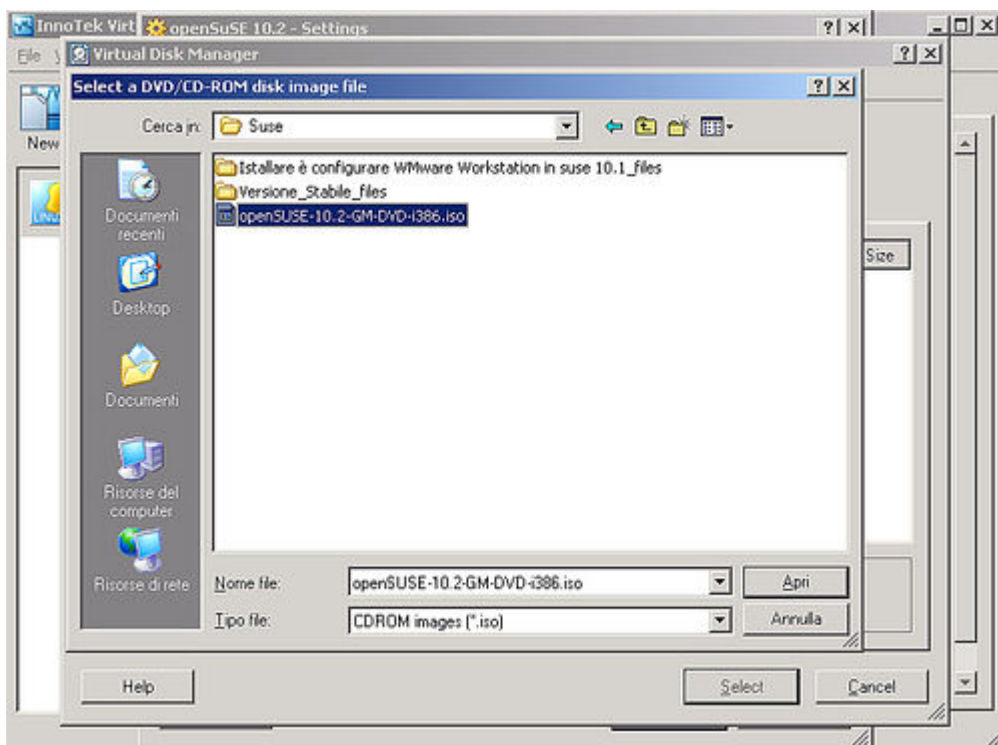 InnoTek Virt
openSuSE 10.2 - Settings
File
Virtual Disk Manager
Select a DVD/CD-ROM disk image file
New
Cerca in:
Suse
Documenti recenti
Desktop
Documenti
Risorse del computer
Risorse di rete
Istallare è configurare WMware Workstation in suse 10.1_files
Versione_Stabile_files
openSUSE-10.2-GM-DVD-i386.iso
Size
Nome file:
openSUSE-10.2-GM-DVD-i386.iso
Apri
Tipo file:
CDROM images (*.iso)
Annulla
Help
Select
Cancel